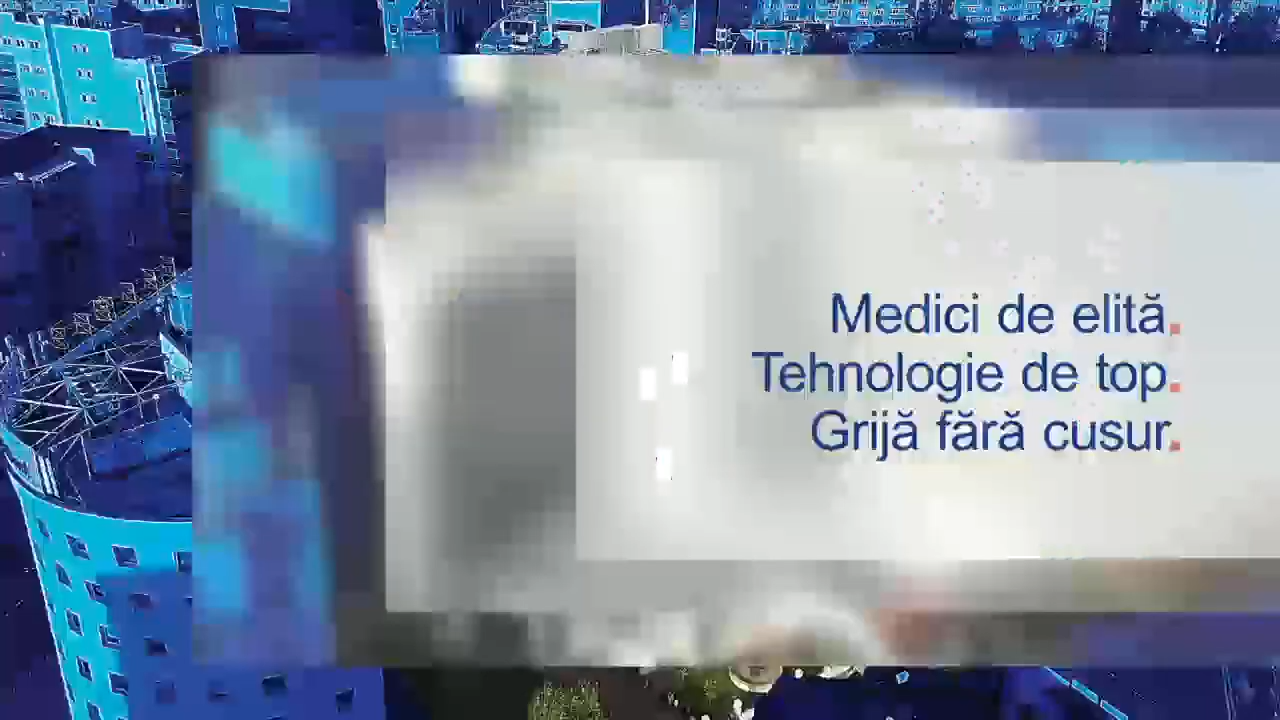 Medici de elită.
Tehnologie de top.
Grijă fără cusur.